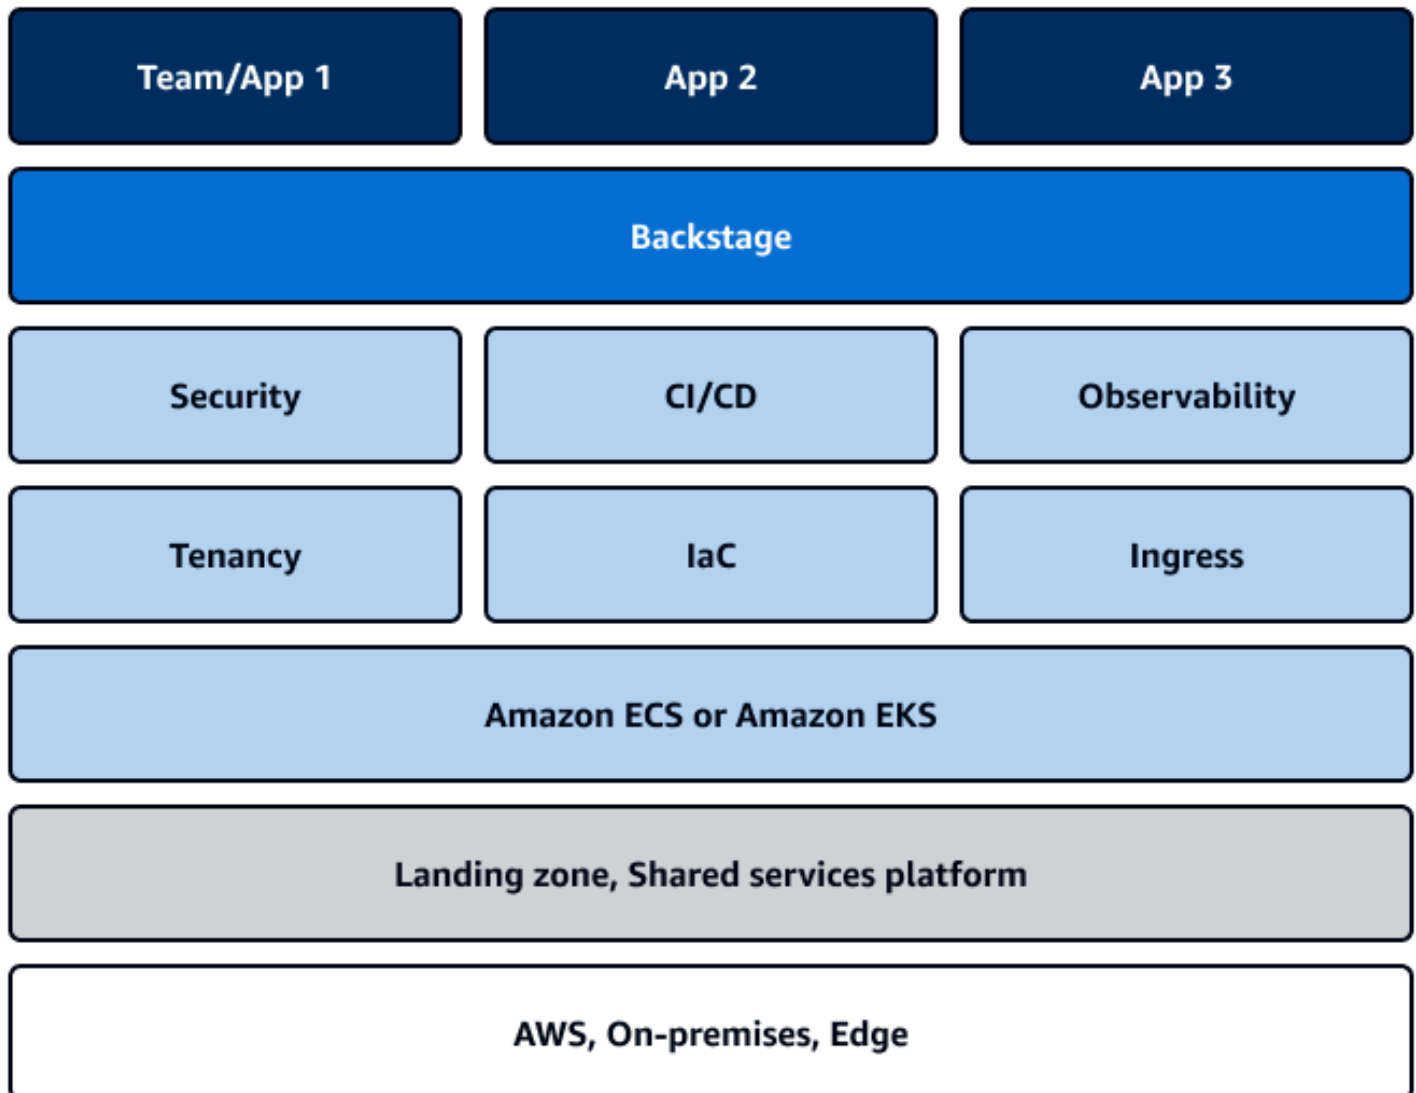 Team/App 1
App 2
App 3
Backstage
Security
CI/CD
Observability
Tenancy
IaC
Ingress
Amazon ECS or Amazon EKS
Landing zone, Shared services platform
AWS, On-premises, Edge